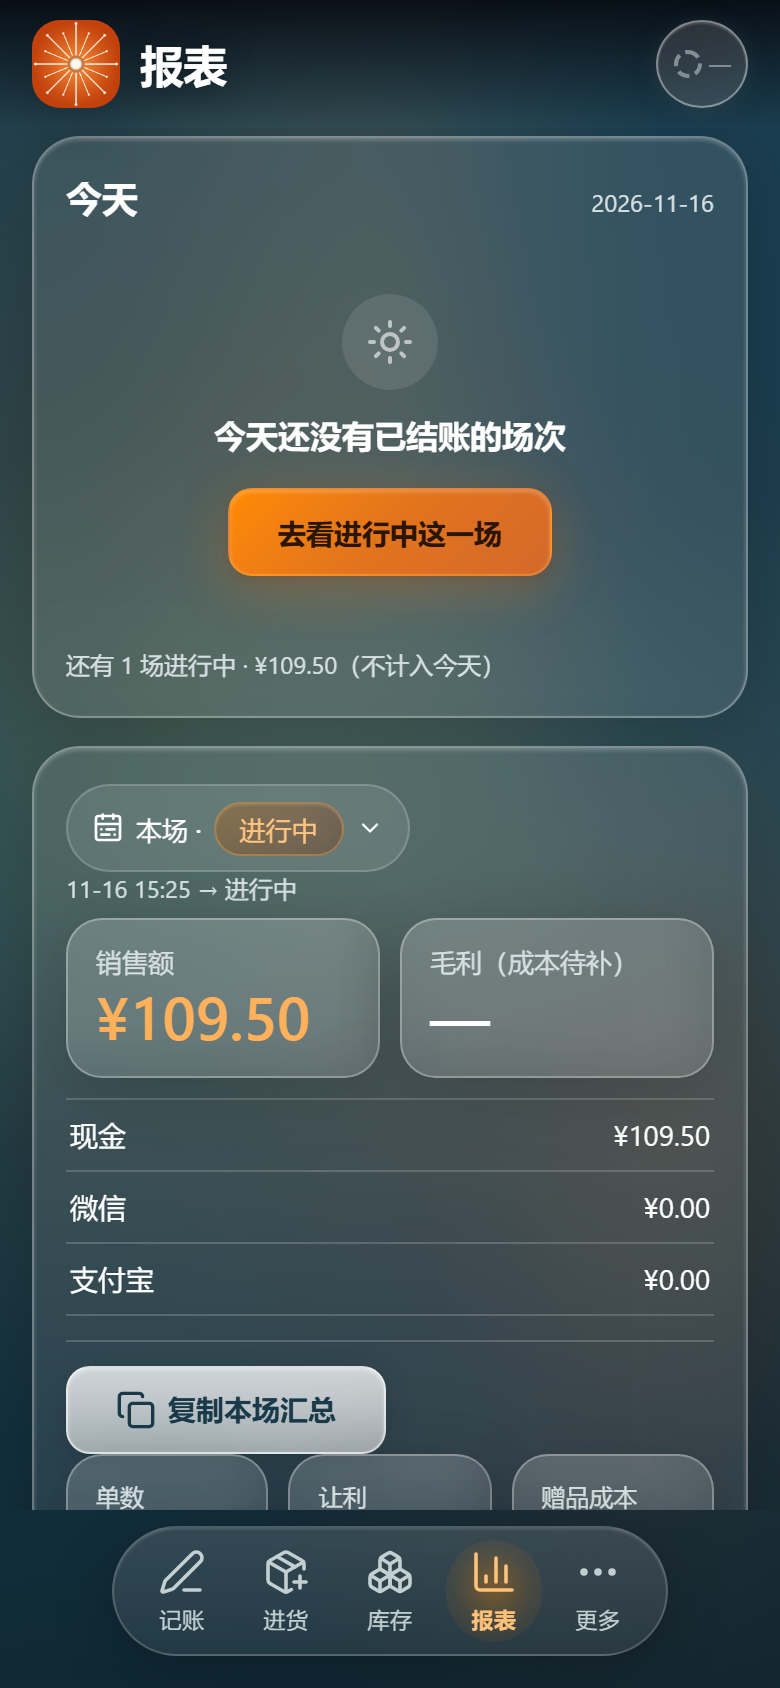 报表
今天
2026-11-16
今天还没有已结账的场次
去看进行中这一场
还有 1 场进行中 · ¥109.50（不计入今天）
本场 · 进行中
11-16 15:25 → 进行中
销售额
¥109.50
毛利（成本待补）
—
现金 ¥109.50
微信 ¥0.00
支付宝 ¥0.00
复制本场汇总
单数
让利
赠品成本
记账
进货
库存
报表
更多